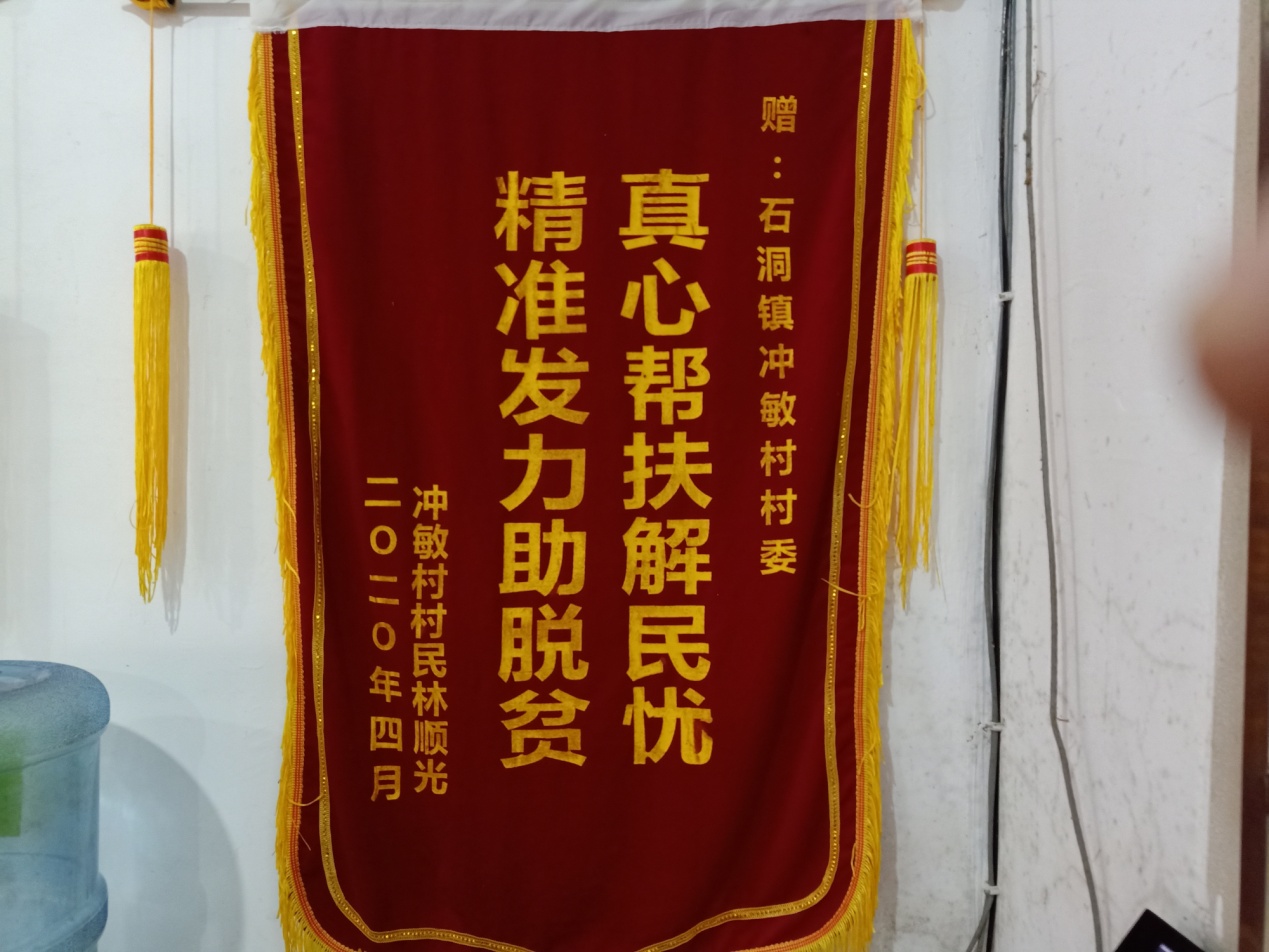 赠：石洞镇冲敏村村委
真心帮扶解民忧
精准发力助脱贫
冲敏村村民林顺光
二〇二〇年四月